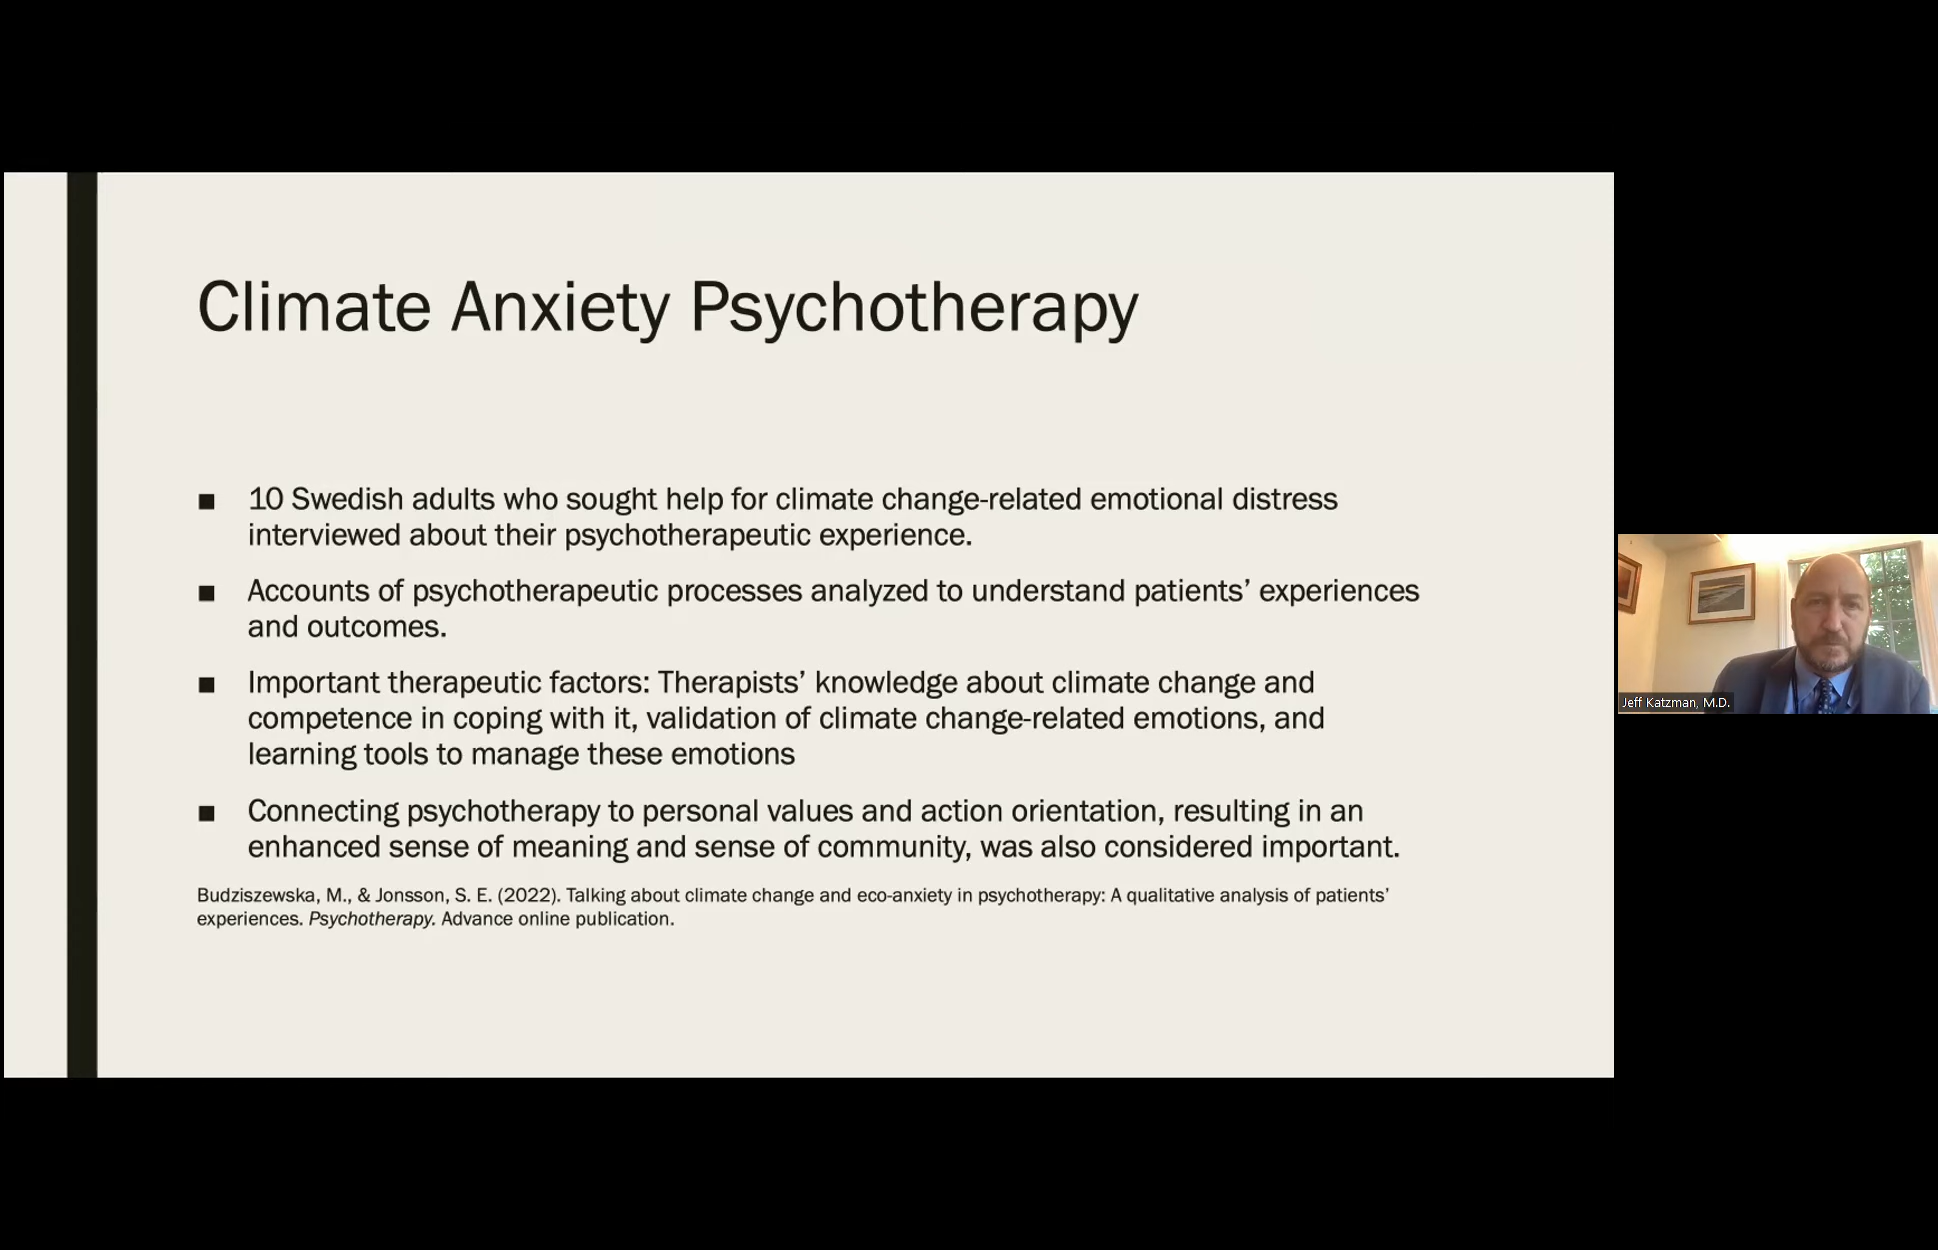 Climate Anxiety Psychotherapy
■ 10 Swedish adults who sought help for climate change-related emotional distress
interviewed about their psychotherapeutic experience.
■ Accounts of psychotherapeutic processes analyzed to understand patients’ experiences
and outcomes.
■ Important therapeutic factors: Therapists’ knowledge about climate change and
competence in coping with it, validation of climate change-related emotions, and
learning tools to manage these emotions
■ Connecting psychotherapy to personal values and action orientation, resulting in an
enhanced sense of meaning and sense of community, was also considered important.
Budziszewska, M., & Jonsson, S. E. (2022). Talking about climate change and eco-anxiety in psychotherapy: A qualitative analysis of patients’
experiences. Psychotherapy. Advance online publication.
Jeff Katzman, M.D.